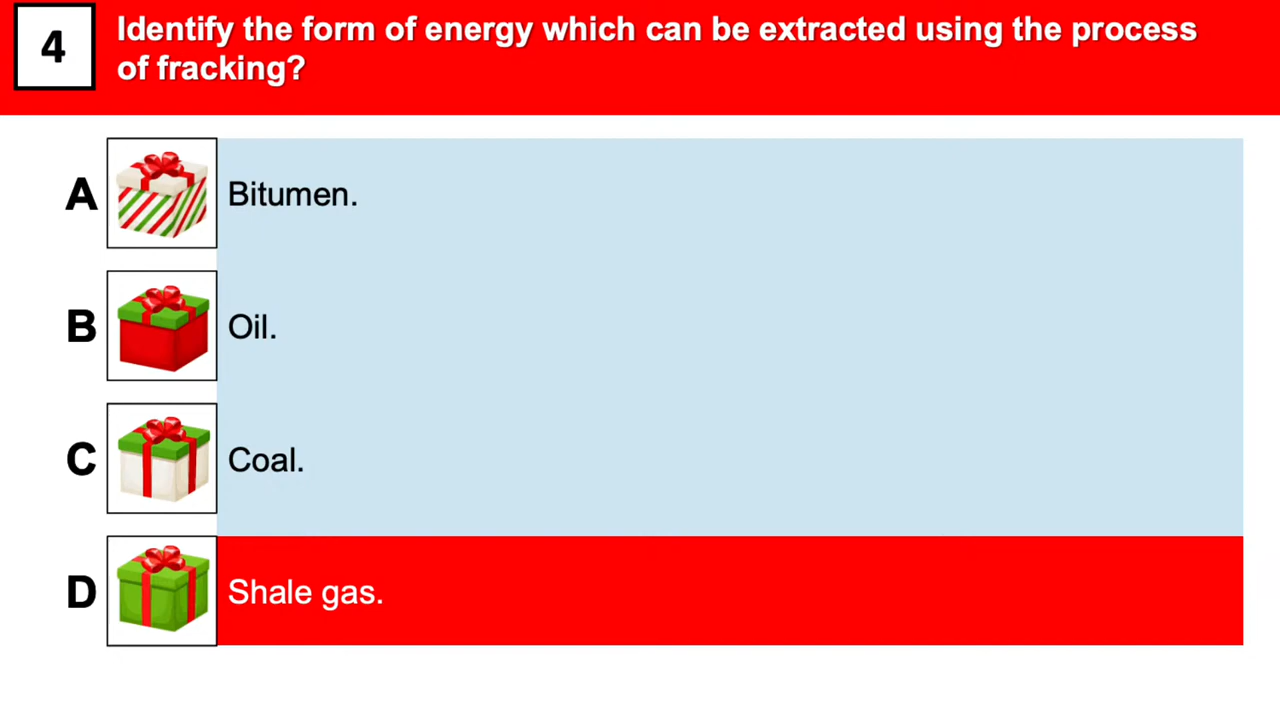 4
Identify the form of energy which can be extracted using the process
of fracking?
A Bitumen.
B Oil.
C Coal.
D Shale gas.